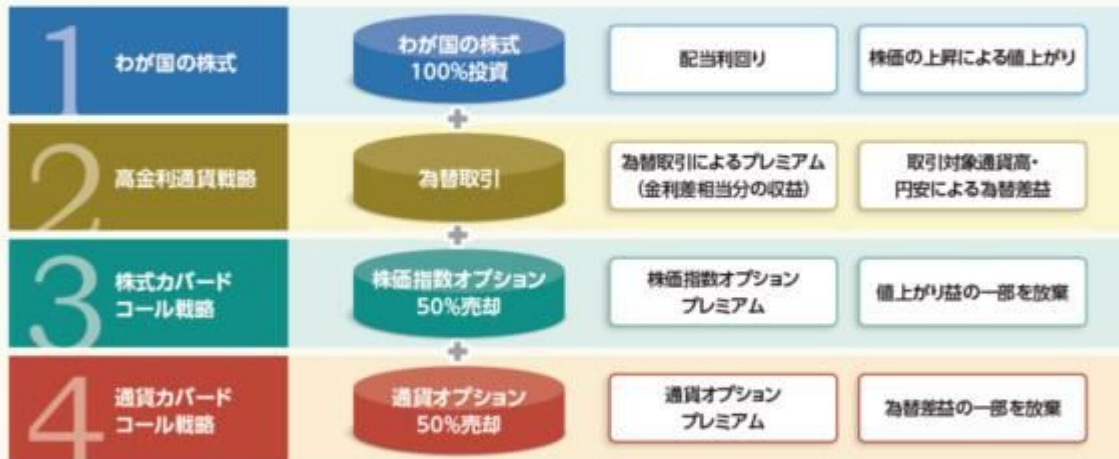 1
わが国の株式
わが国の株式
100%投資
配当利回り
株価の上昇による値上がり
+
2
高金利通貨戦略
為替取引
為替取引によるプレミアム
(金利差相当分の収益)
取引対象通貨高・
円安による為替差益
+
3
株式カバード
コール戦略
株価指数オプション
50%売却
株価指数オプション
プレミアム
値上がり益の一部を放棄
+
4
通貨カバード
コール戦略
通貨オプション
50%売却
通貨オプション
プレミアム
為替差益の一部を放棄